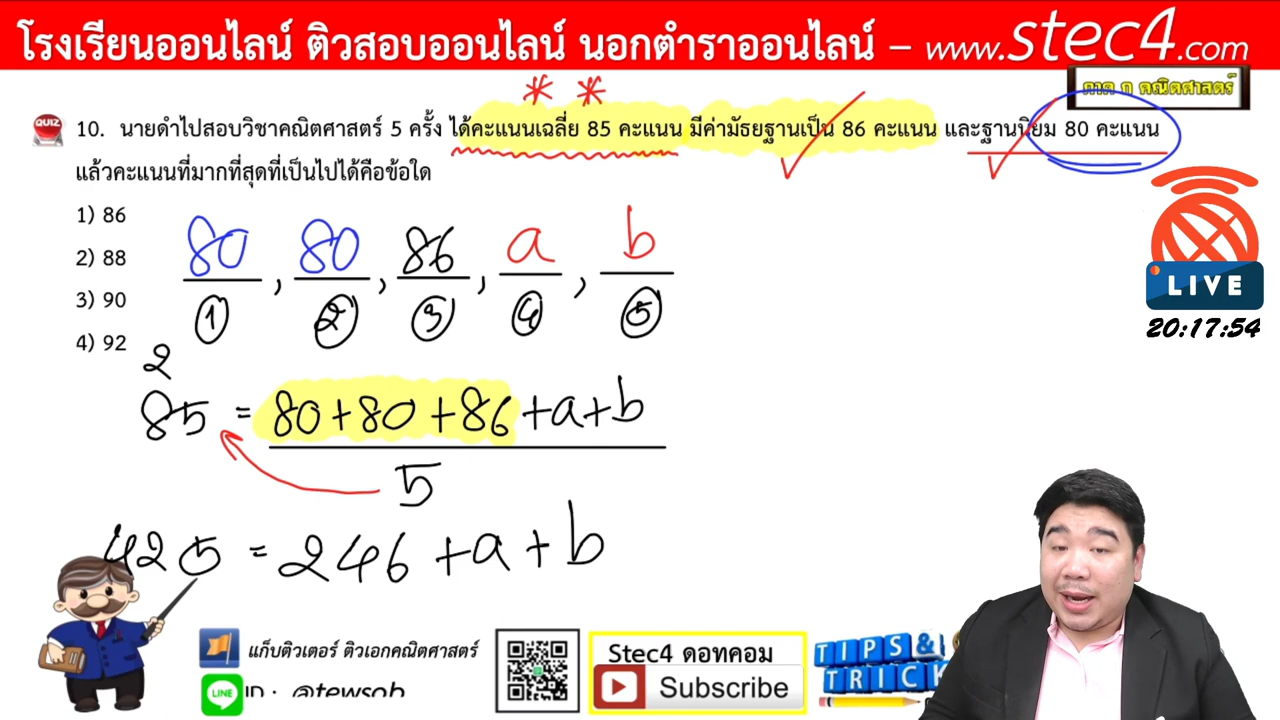 โรงเรียนออนไลน์ ติวสอบออนไลน์ นอกตำราออนไลน์ – www.stec4.com
ภาค ก คณิตศาสตร์
* *
QUIZ
10. นายดำไปสอบวิชาคณิตศาสตร์ 5 ครั้ง ได้คะแนนเฉลี่ย 85 คะแนน มีค่ามัธยฐานเป็น 86 คะแนน และฐานนิยม 80 คะแนน
แล้วคะแนนที่มากที่สุดที่เป็นไปได้คือข้อใด
1) 86
2) 88
3) 90
4) 92
80 , 80 , 86 , a , b
1 2 3 4 5
LIVE
20:17:54
2
85 = 80+80+86+a+b
5
425 = 246 +a+b
แก็บติวเตอร์ ติวเอกคณิตศาสตร์
LINE ID : @tewsob
Stec4 ดอทคอม
Subscribe
TIPS&
TRICK